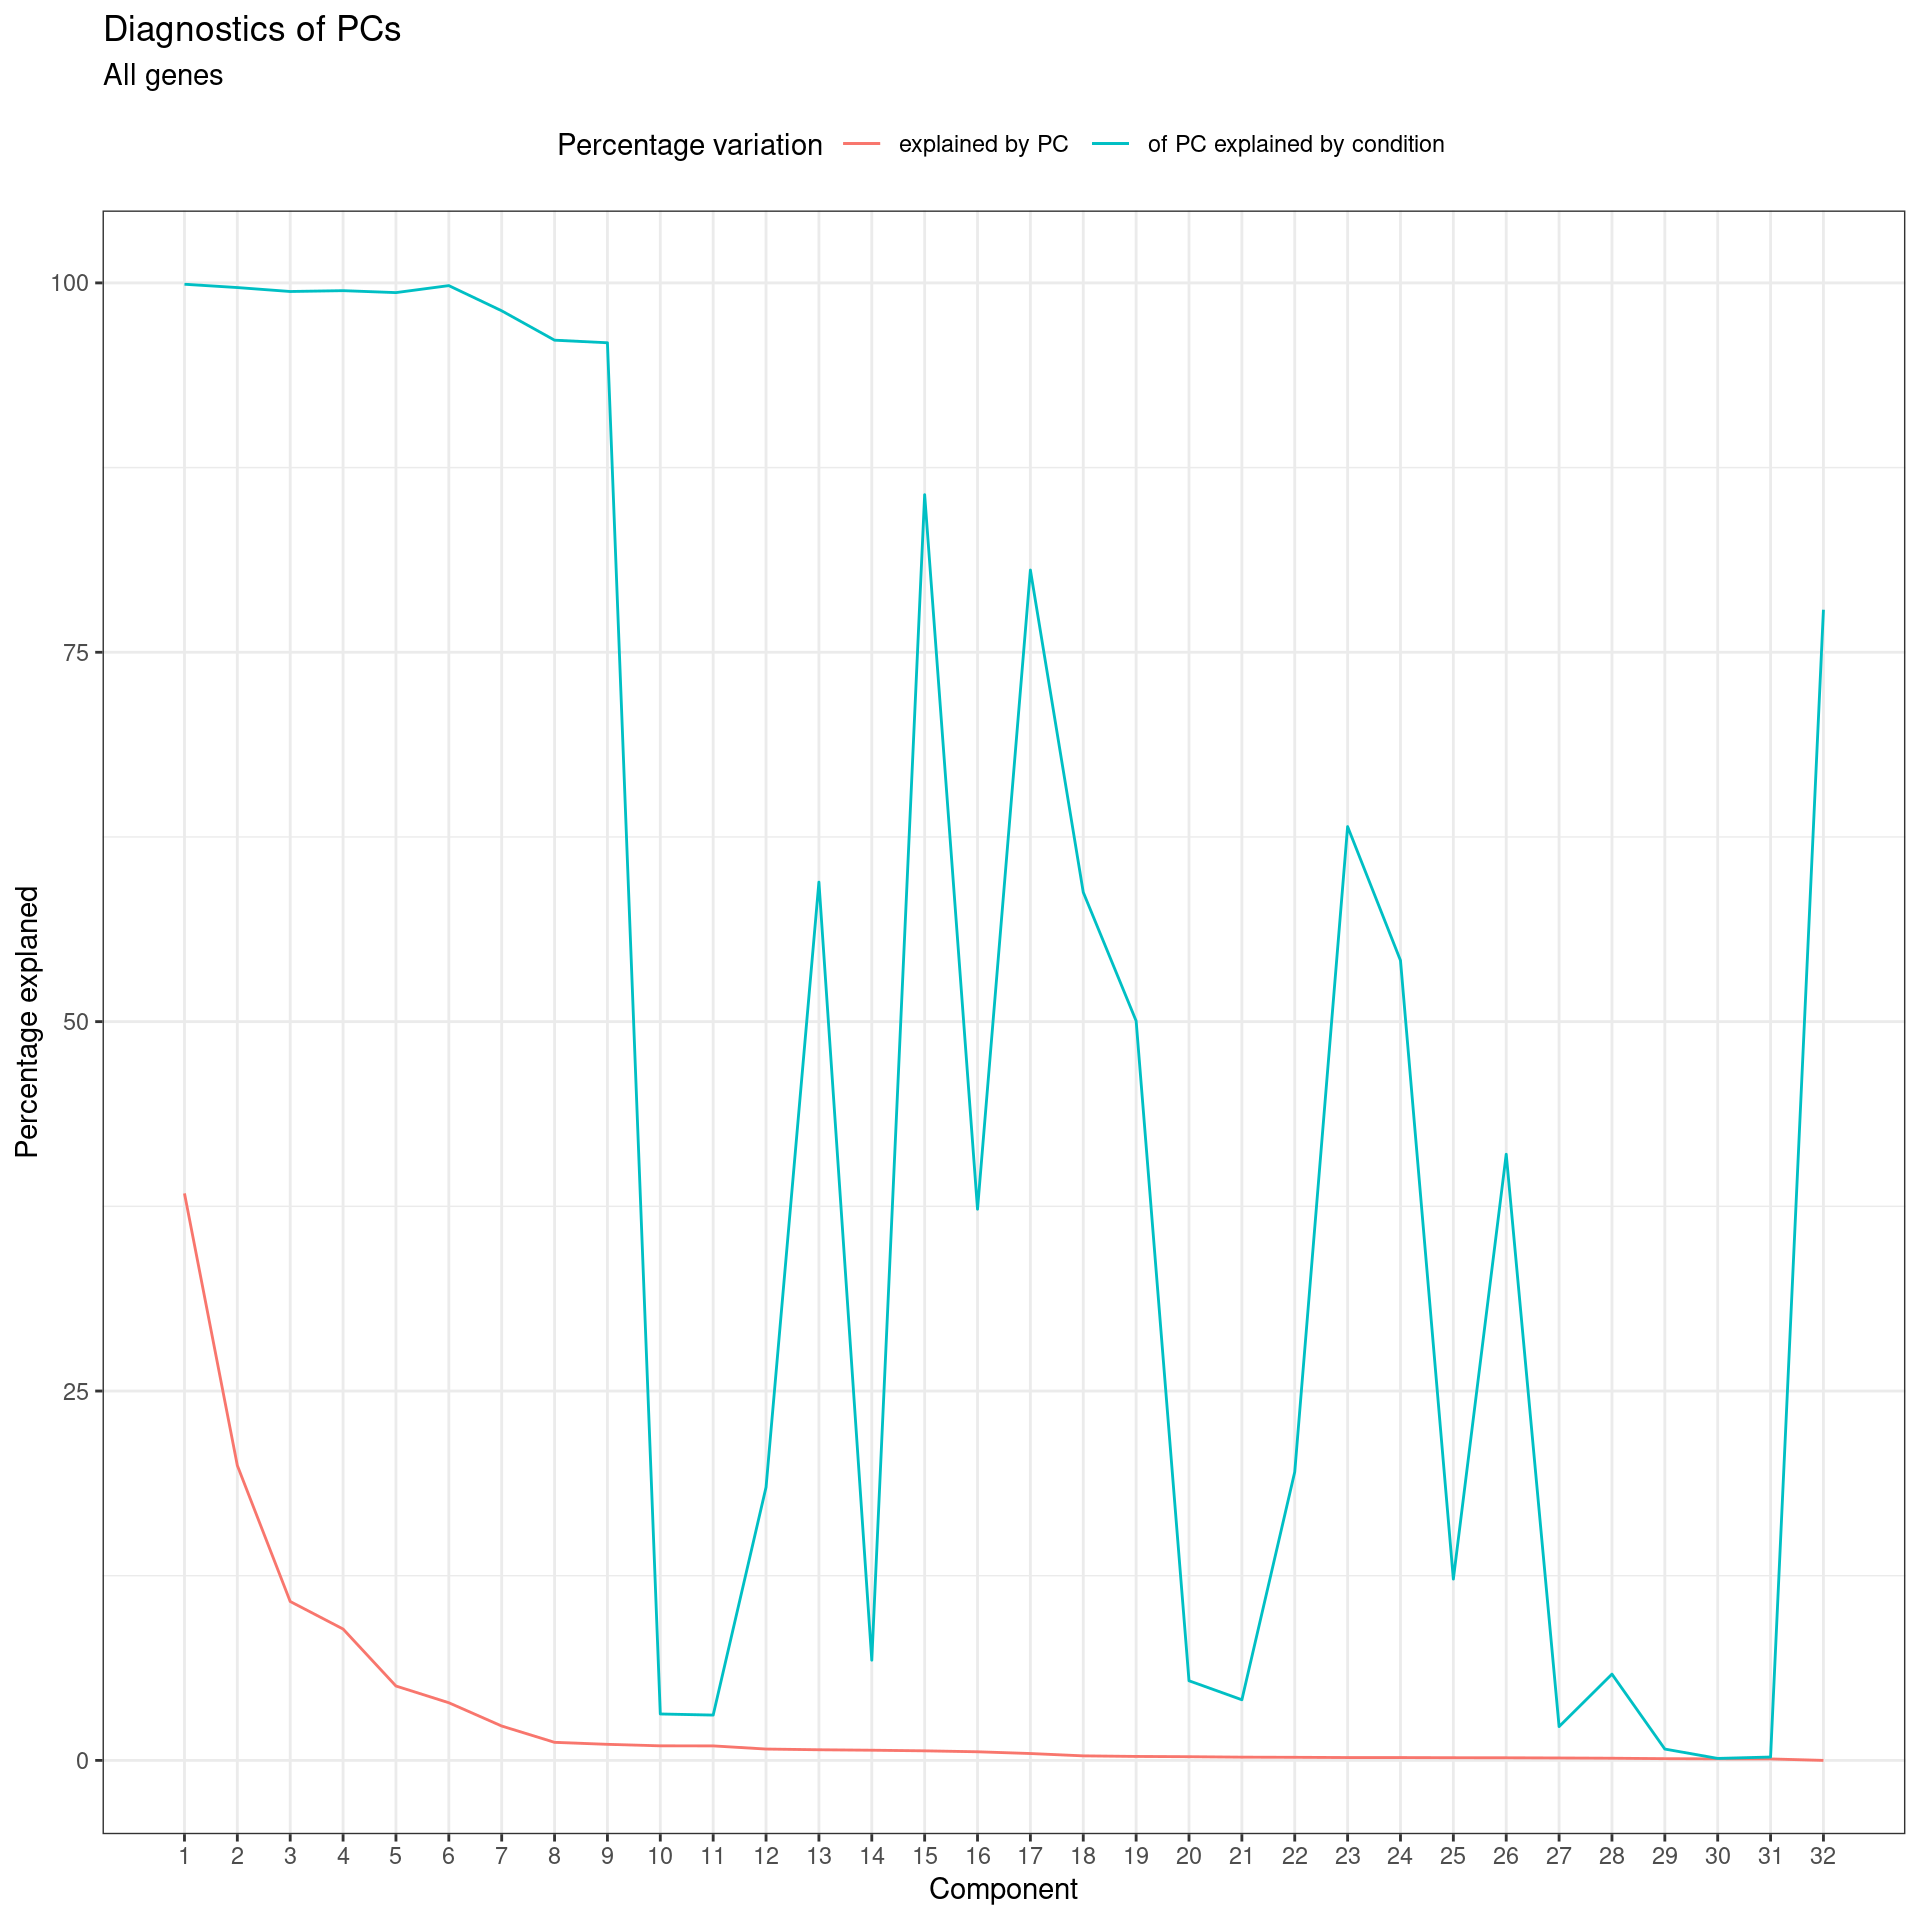 Diagnostics of PCs
All genes
Percentage variation explained by PC of PC explained by condition
100
75
50
25
0
Percentage explaned
1 2 3 4 5 6 7 8 9 10 11 12 13 14 15 16 17 18 19 20 21 22 23 24 25 26 27 28 29 30 31 32
Component